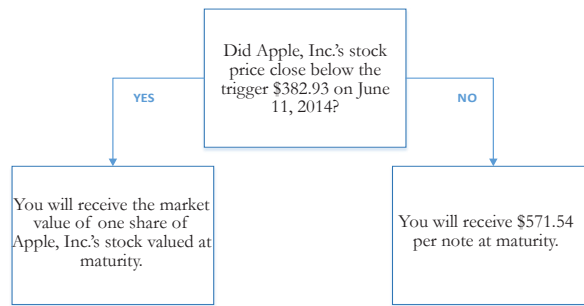 Did Apple, Inc.'s stock
price close below the
trigger $382.93 on June
11, 2014?
YES
NO
You will receive the market
value of one share of
Apple, Inc.'s stock valued at
maturity.
You will receive $571.54
per note at maturity.